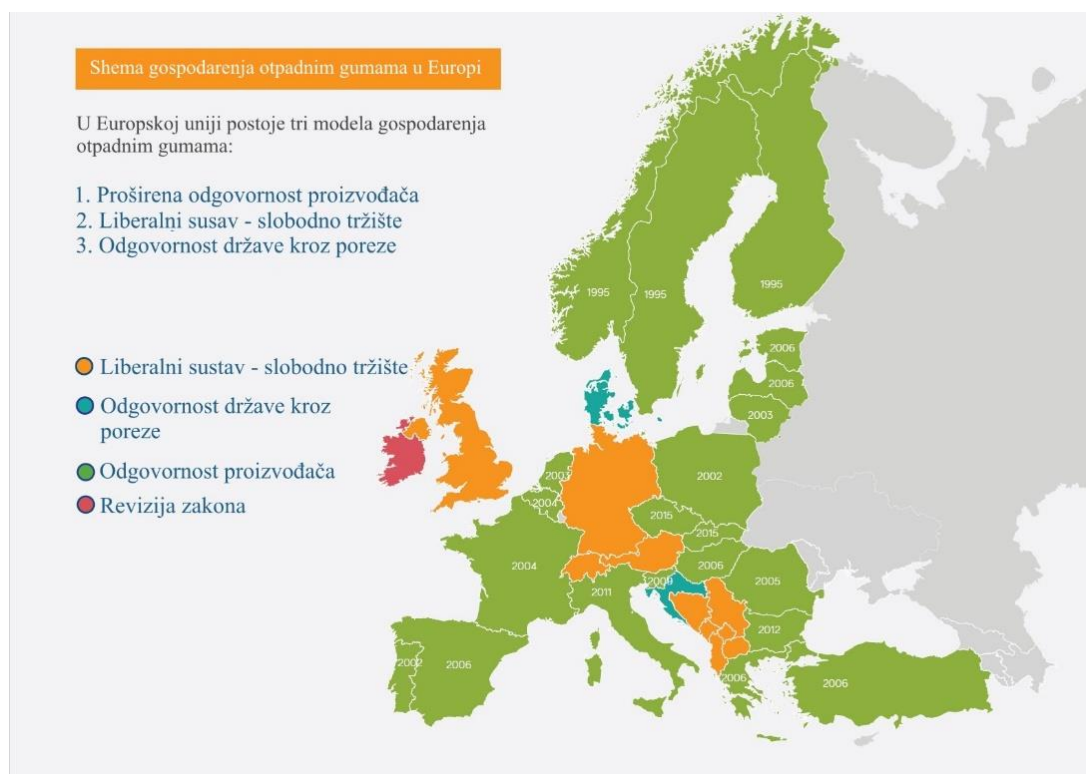 Shema gospodarenja otpadnim gumama u Europi
U Europskoj uniji postoje tri modela gospodarenja
otpadnim gumama:
1. Proširena odgovornost proizvođača
2. Liberalni susav - slobodno tržište
3. Odgovornost države kroz poreze
Liberalni sustav - slobodno tržište
Odgovornost države kroz
poreze
Odgovornost proizvođača
Revizija zakona
1995
1995
1995
2006
2006
2003
2003
2004
2002
2015
2015
2004
2006
2005
2009
2011
2012
2002
2006
2006
2006